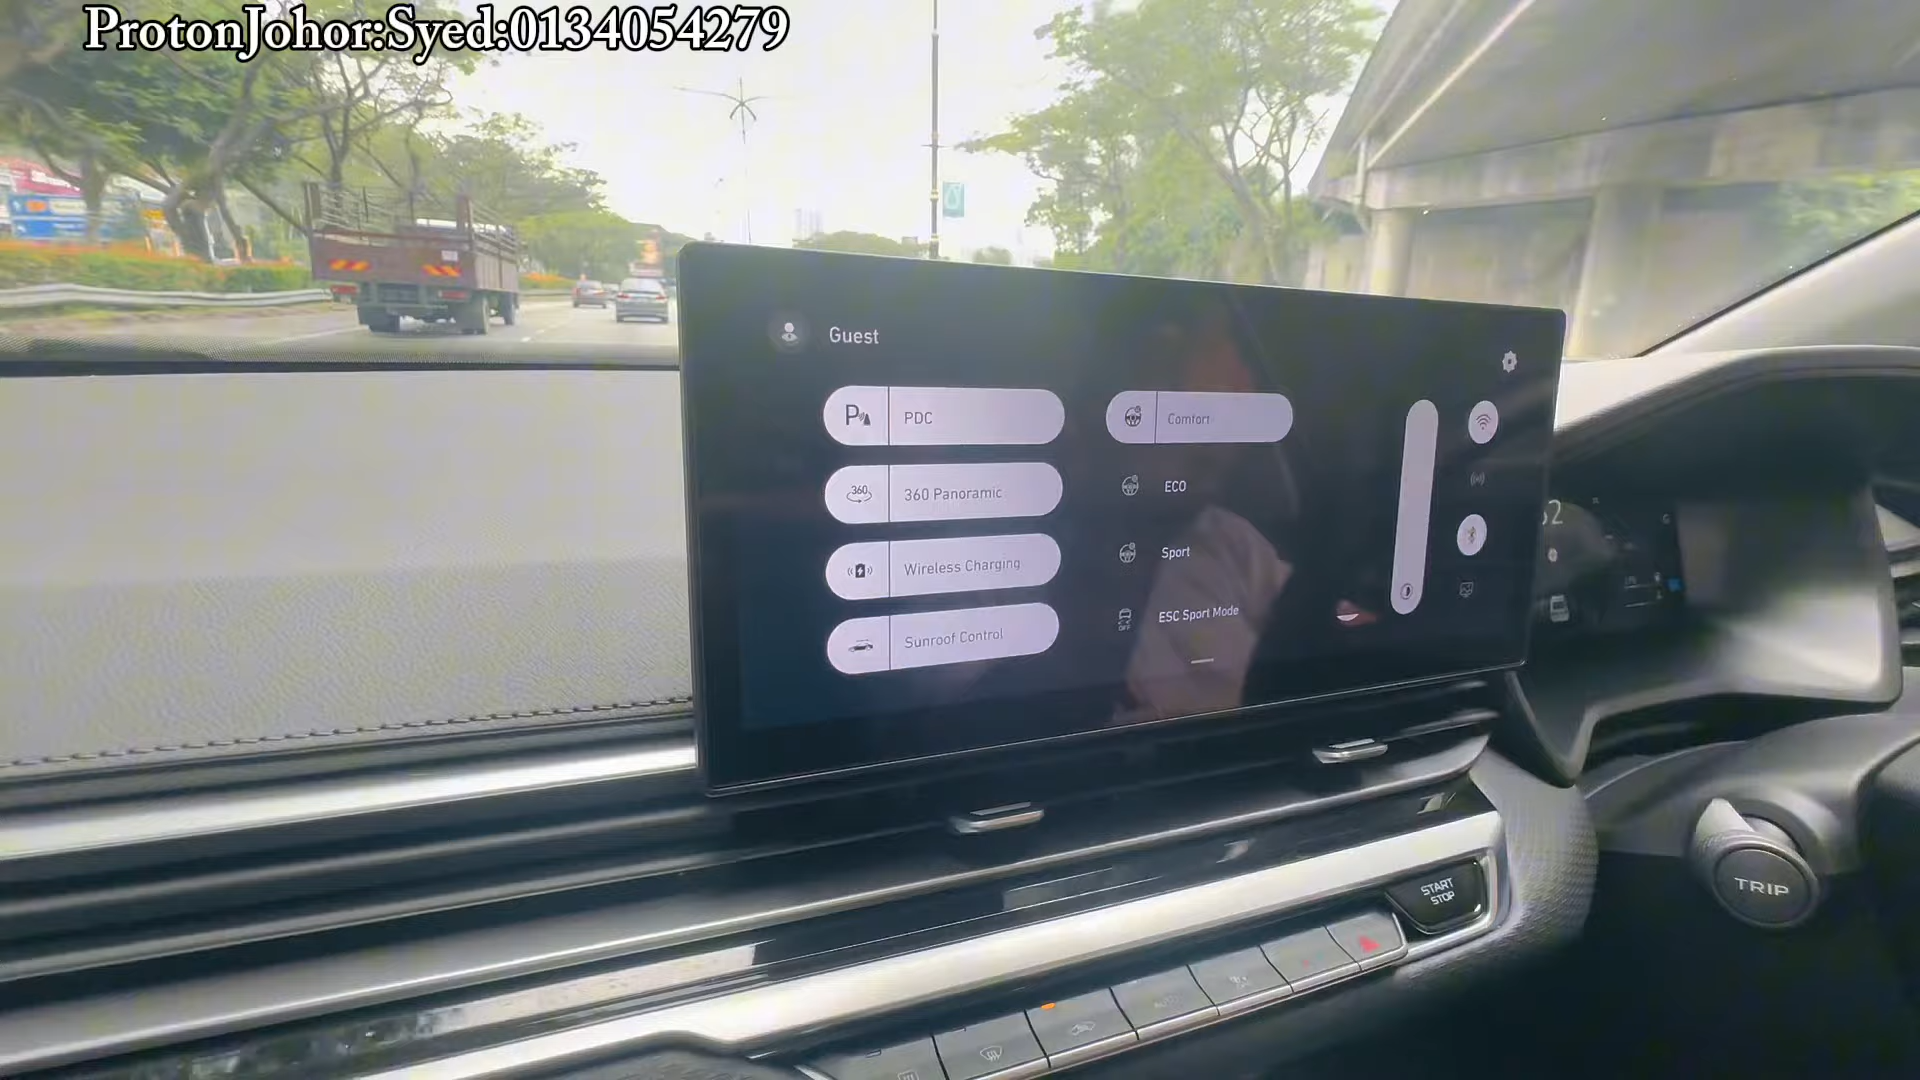 ProtonJohor:Syed:0134054279
Guest
PDC
360 Panoramic
Wireless Charging
Sunroof Control
Comfort
ECO
Sport
ESC Sport Mode
OFF
START
STOP
TRIP